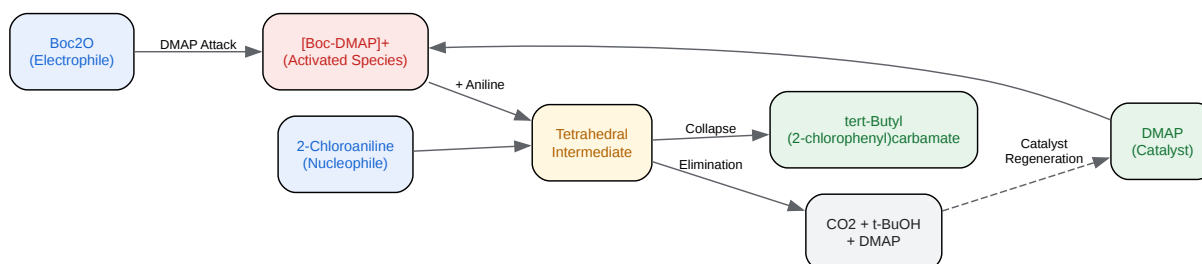 Boc2O
(Electrophile)
DMAP Attack
[Boc-DMAP]+
(Activated Species)
+ Aniline
2-Chloroaniline
(Nucleophile)
Tetrahedral
Intermediate
Collapse
tert-Butyl
(2-chlorophenyl)carbamate
Elimination
CO2 + t-BuOH
+ DMAP
Catalyst
Regeneration
DMAP
(Catalyst)